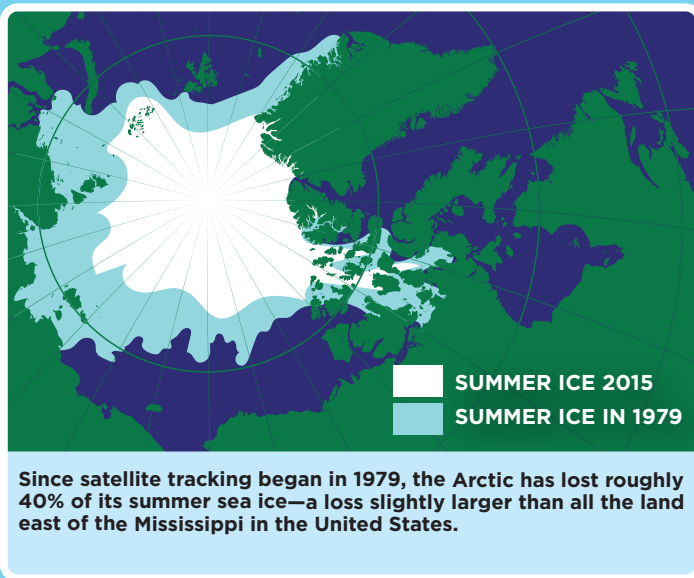 SUMMER ICE 2015
SUMMER ICE IN 1979
Since satellite tracking began in 1979, the Arctic has lost roughly
40% of its summer sea ice—a loss slightly larger than all the land
east of the Mississippi in the United States.